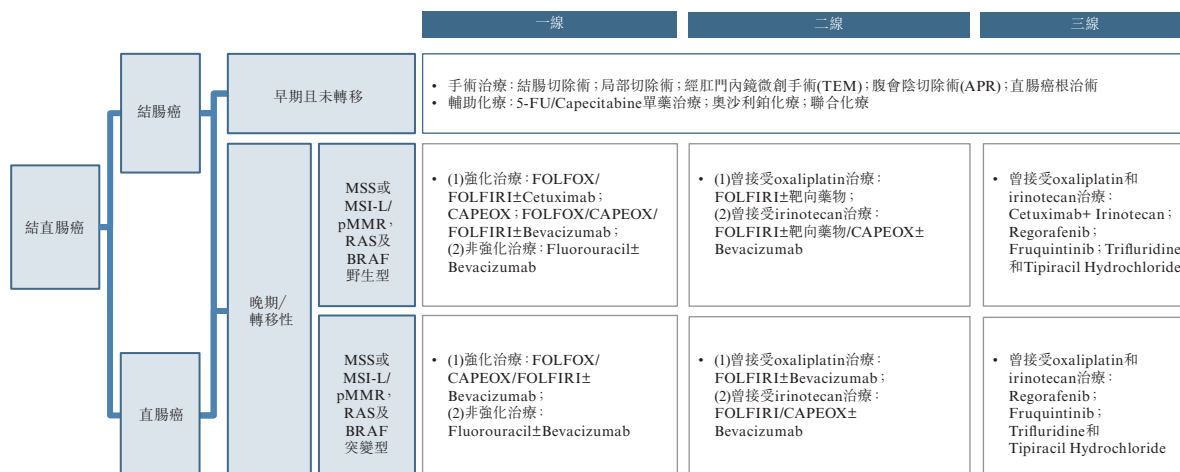 一線
二線
三線
結直腸癌
結腸癌
直腸癌
早期且未轉移
• 手術治療：結腸切除術；局部切除術；經肛門內鏡微創手術(TEM)；腹會陰切除術(APR)；直腸癌根治術
• 輔助化療：5-FU/Capecitabine單藥治療；奧沙利鉑化療；聯合化療
晚期/
轉移性
MSS或
MSI-L/
pMMR，
RAS及
BRAF
野生型
• (1)強化治療：FOLFOX/
FOLFIRI±Cetuximab；
CAPEOX；FOLFOX/CAPEOX/
FOLFIRI±Bevacizumab；
(2)非強化治療：Fluorouracil±
Bevacizumab
• (1)曾接受oxaliplatin治療：
FOLFIRI±靶向藥物；
(2)曾接受irinotecan治療：
FOLFIRI±靶向藥物/CAPEOX±
Bevacizumab
• 曾接受oxaliplatin和
irinotecan治療：
Cetuximab+ Irinotecan；
Regorafenib；
Fruquintinib；Trifluridine
和Tipiracil Hydrochloride
MSS或
MSI-L/
pMMR，
RAS及
BRAF
突變型
• (1)強化治療：FOLFOX/
CAPEOX/FOLFIRI±
Bevacizumab；
(2)非強化治療：
Fluorouracil±Bevacizumab
• (1)曾接受oxaliplatin治療：
FOLFIRI±Bevacizumab；
(2)曾接受irinotecan治療：
FOLFIRI/CAPEOX±
Bevacizumab
• 曾接受oxaliplatin和
irinotecan治療：
Regorafenib；
Fruquintinib；
Trifluridine和
Tipiracil Hydrochloride